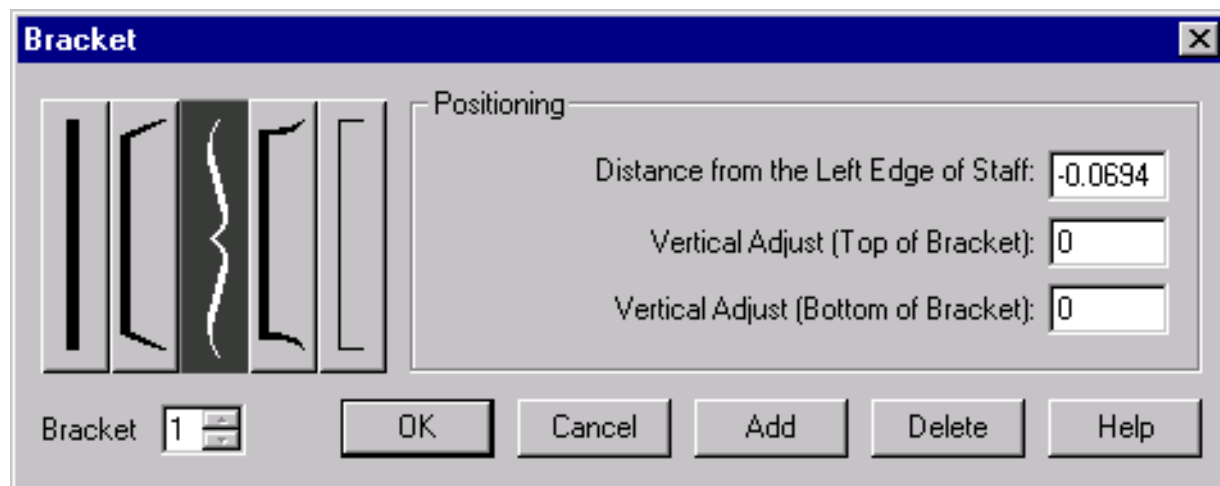 Bracket
Positioning
Distance from the Left Edge of Staff: -0.0694
Vertical Adjust (Top of Bracket): 0
Vertical Adjust (Bottom of Bracket): 0
Bracket 1 OK Cancel Add Delete Help